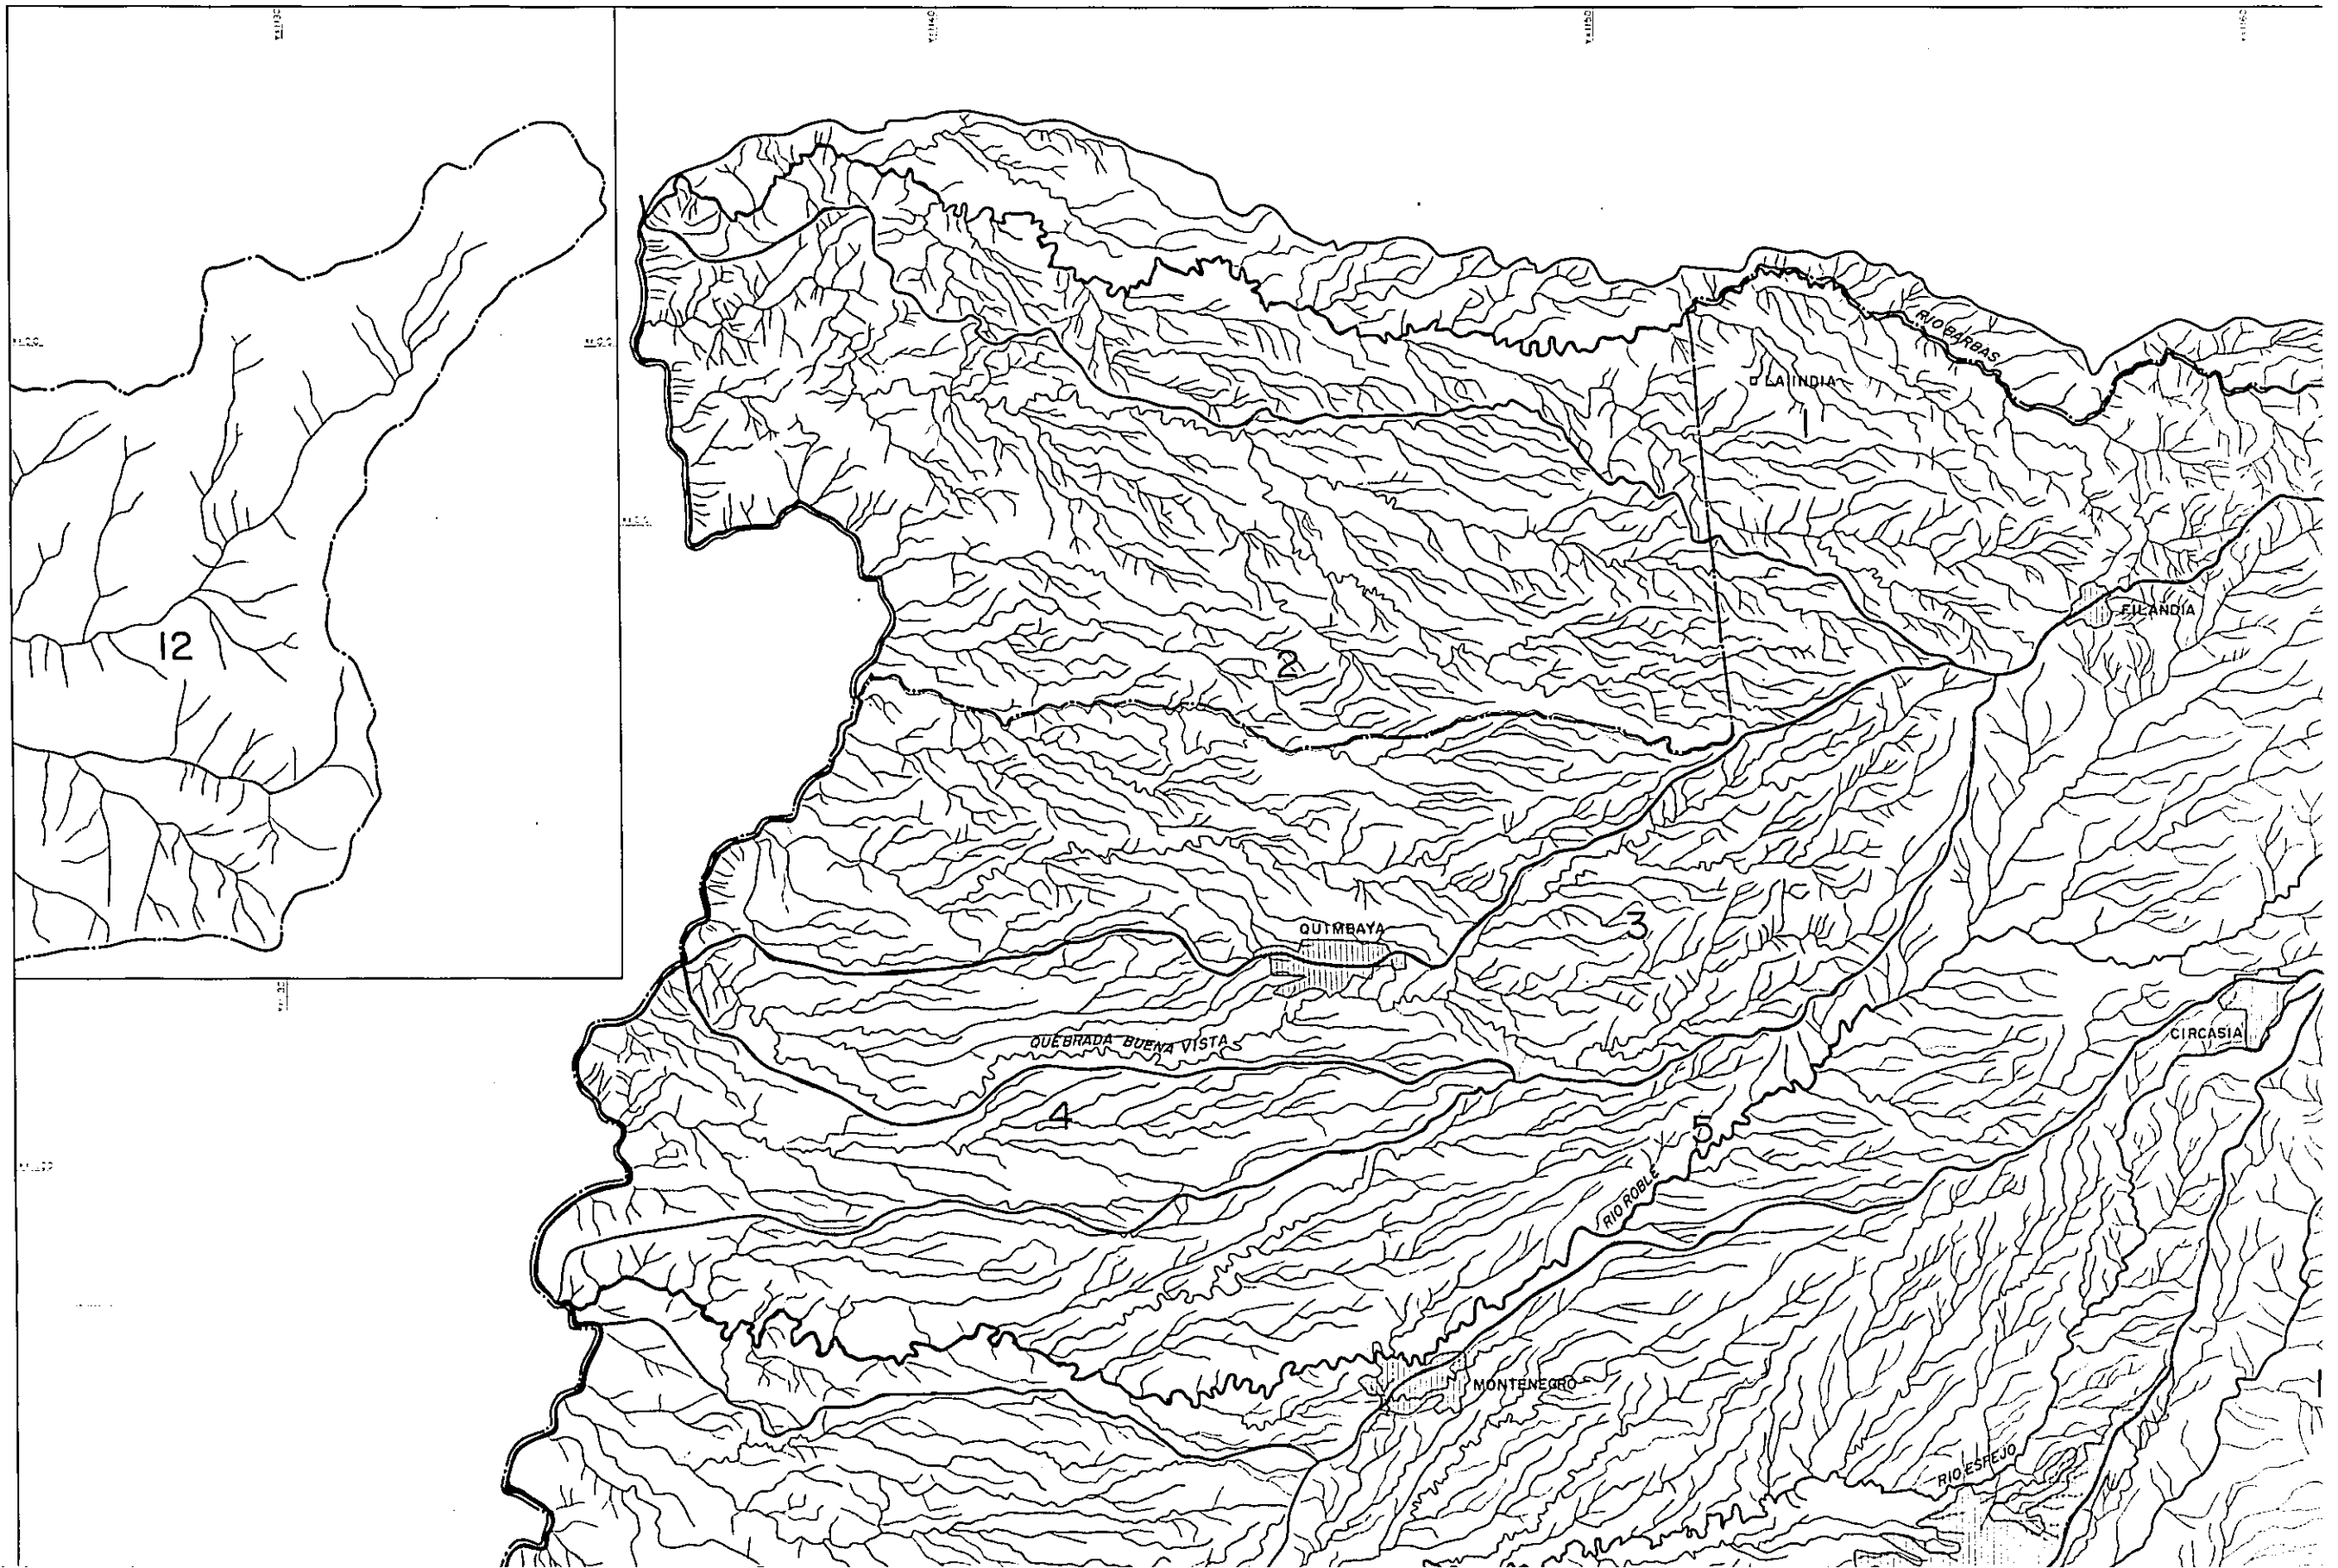 RIO BARBAS
LA INDIA
1
FILANDIA
12
2
QUIMBAYA
3
QUEBRADA BUENA VISTA
CIRCASIA
4
5
RIO ROBLE
MONTENEGRO
RIO ESPEJO